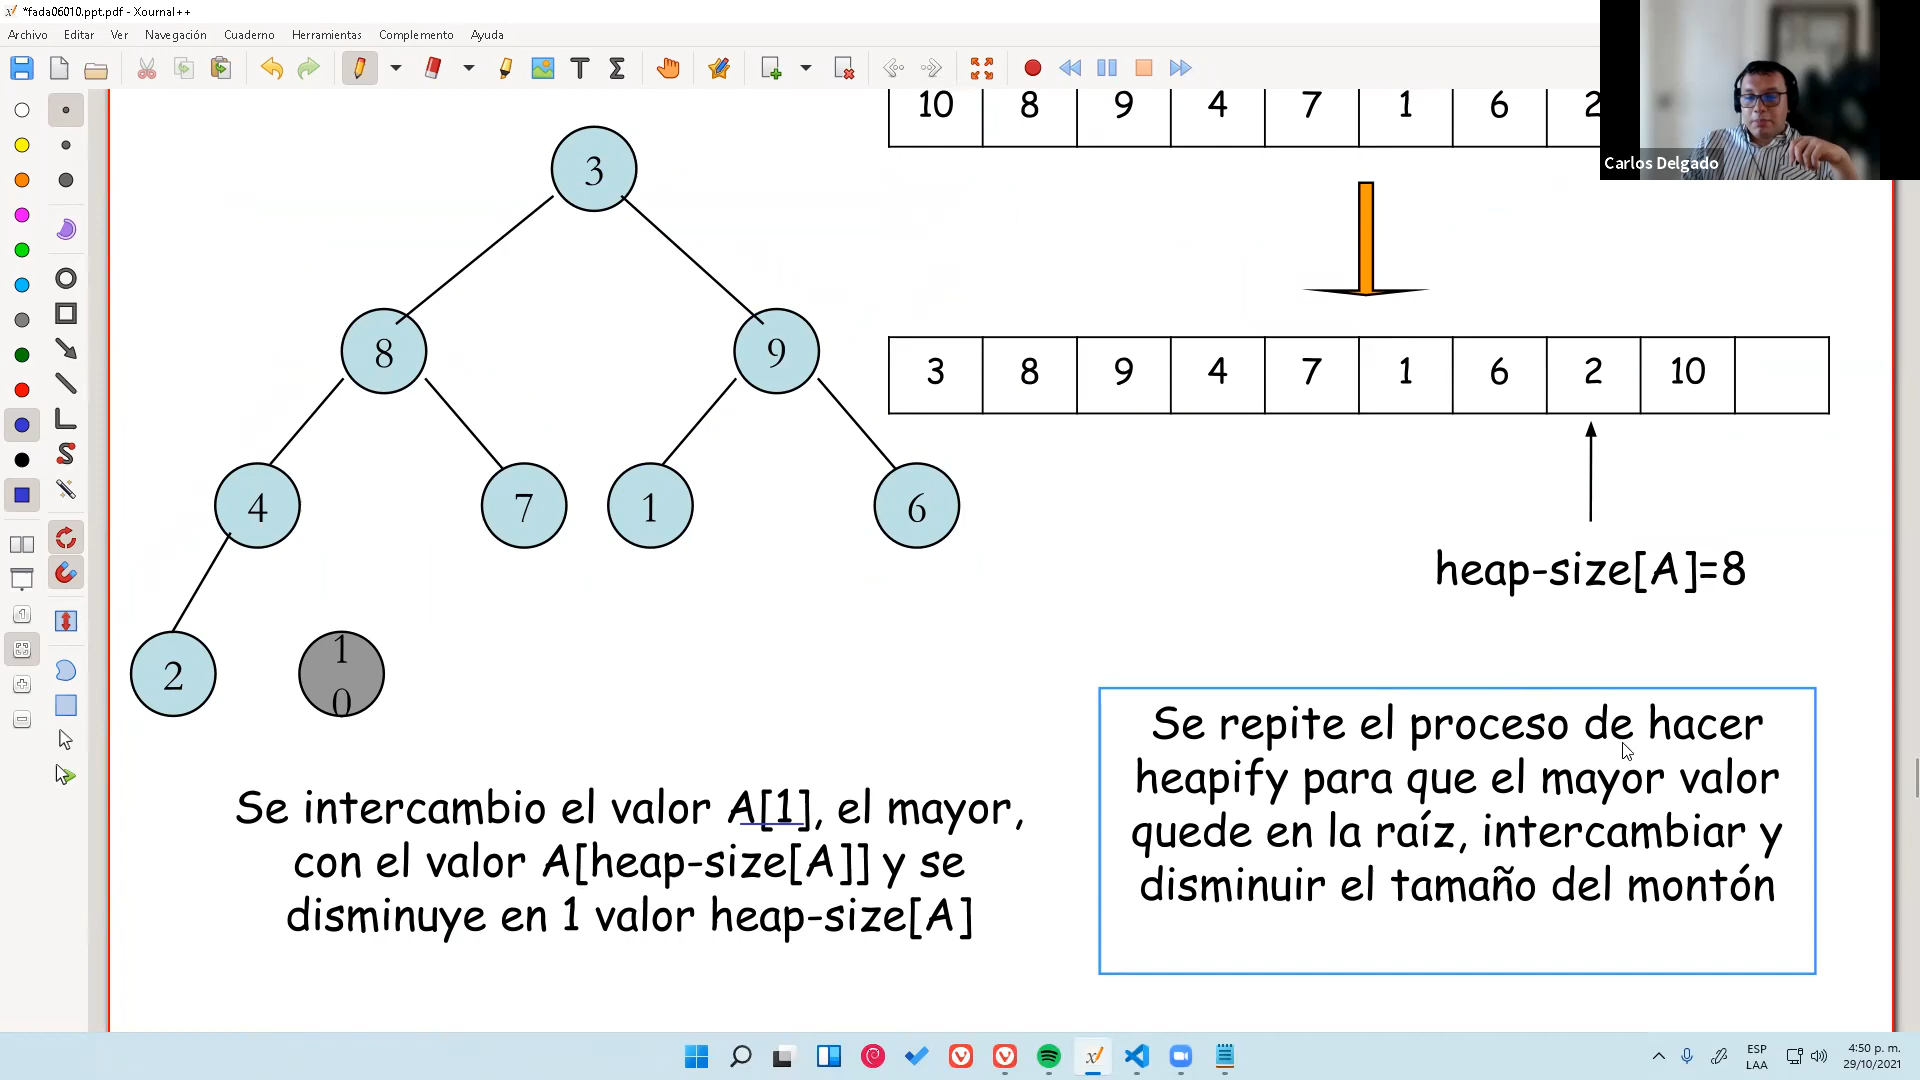 *fada06010.ppt.pdf - Xournal++
Archivo Editar Ver Navegación Cuaderno Herramientas Complemento Ayuda
10 8 9 4 7 1 6 2
Carlos Delgado
3
8 9
3 8 9 4 7 1 6 2 10
4 7 1 6
heap-size[A]=8
2
1
0
Se repite el proceso de hacer
heapify para que el mayor valor
quede en la raíz, intercambiar y
disminuir el tamaño del montón
Se intercambio el valor A[1], el mayor,
con el valor A[heap-size[A]] y se
disminuye en 1 valor heap-size[A]
ESP
LAA
4:50 p. m.
29/10/2021